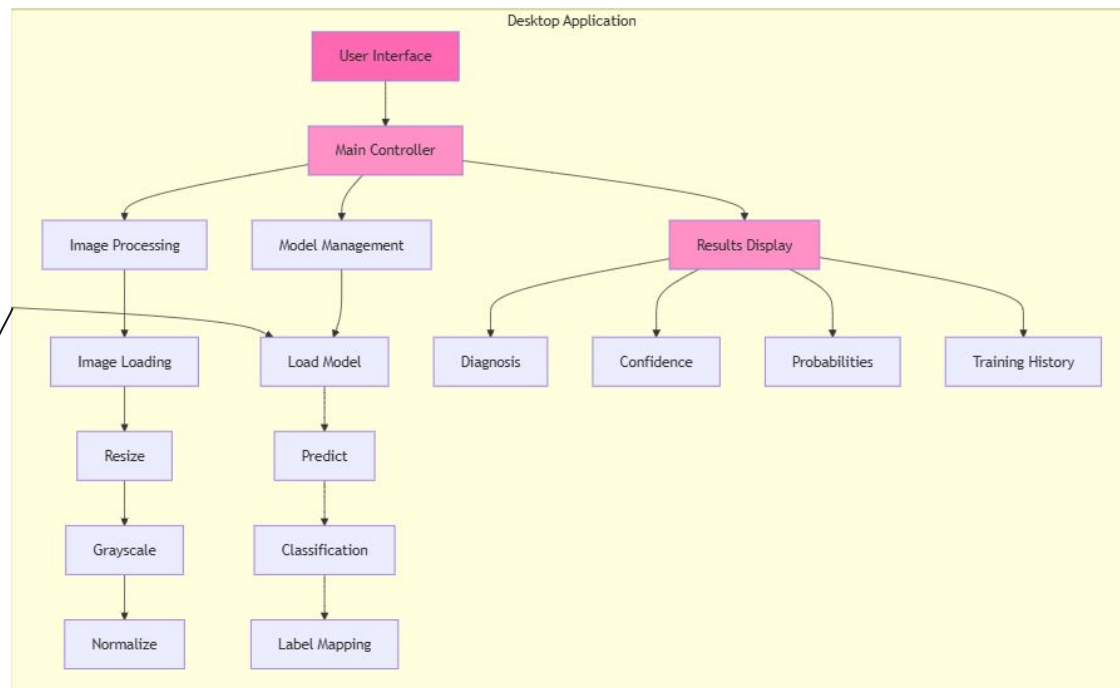 Desktop Application
User Interface
Main Controller
Image Processing
Model Management
Results Display
Image Loading
Load Model
Diagnosis
Confidence
Probabilities
Training History
Resize
Predict
Grayscale
Classification
Normalize
Label Mapping